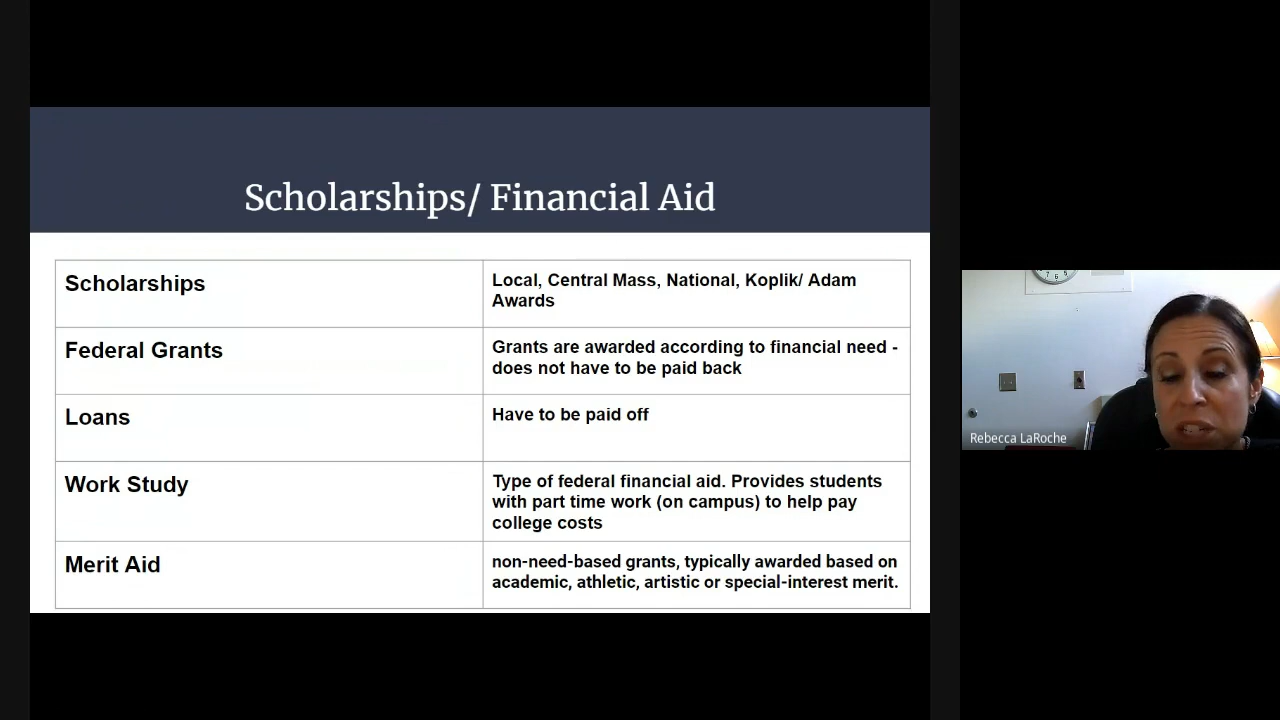 Scholarships/ Financial Aid
Scholarships
Local, Central Mass, National, Koplik/ Adam
Awards
Federal Grants
Grants are awarded according to financial need -
does not have to be paid back
Loans
Have to be paid off
Work Study
Type of federal financial aid. Provides students
with part time work (on campus) to help pay
college costs
Merit Aid
non-need-based grants, typically awarded based on
academic, athletic, artistic or special-interest merit.
7 6 5
Rebecca LaRoche